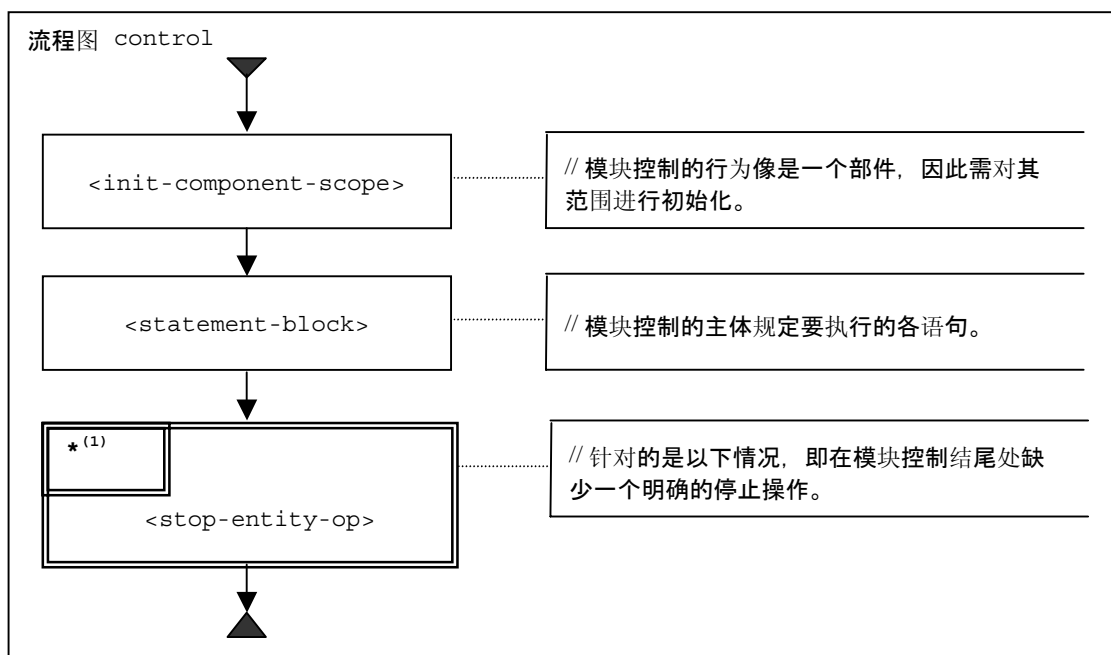 流程图 control
<init-component-scope>
// 模块控制的行为像是一个部件，因此需对其
范围进行初始化。
<statement-block>
// 模块控制的主体规定要执行的各语句。
*(1)
<stop-entity-op>
// 针对的是以下情况，即在模块控制结尾处缺
少一个明确的停止操作。